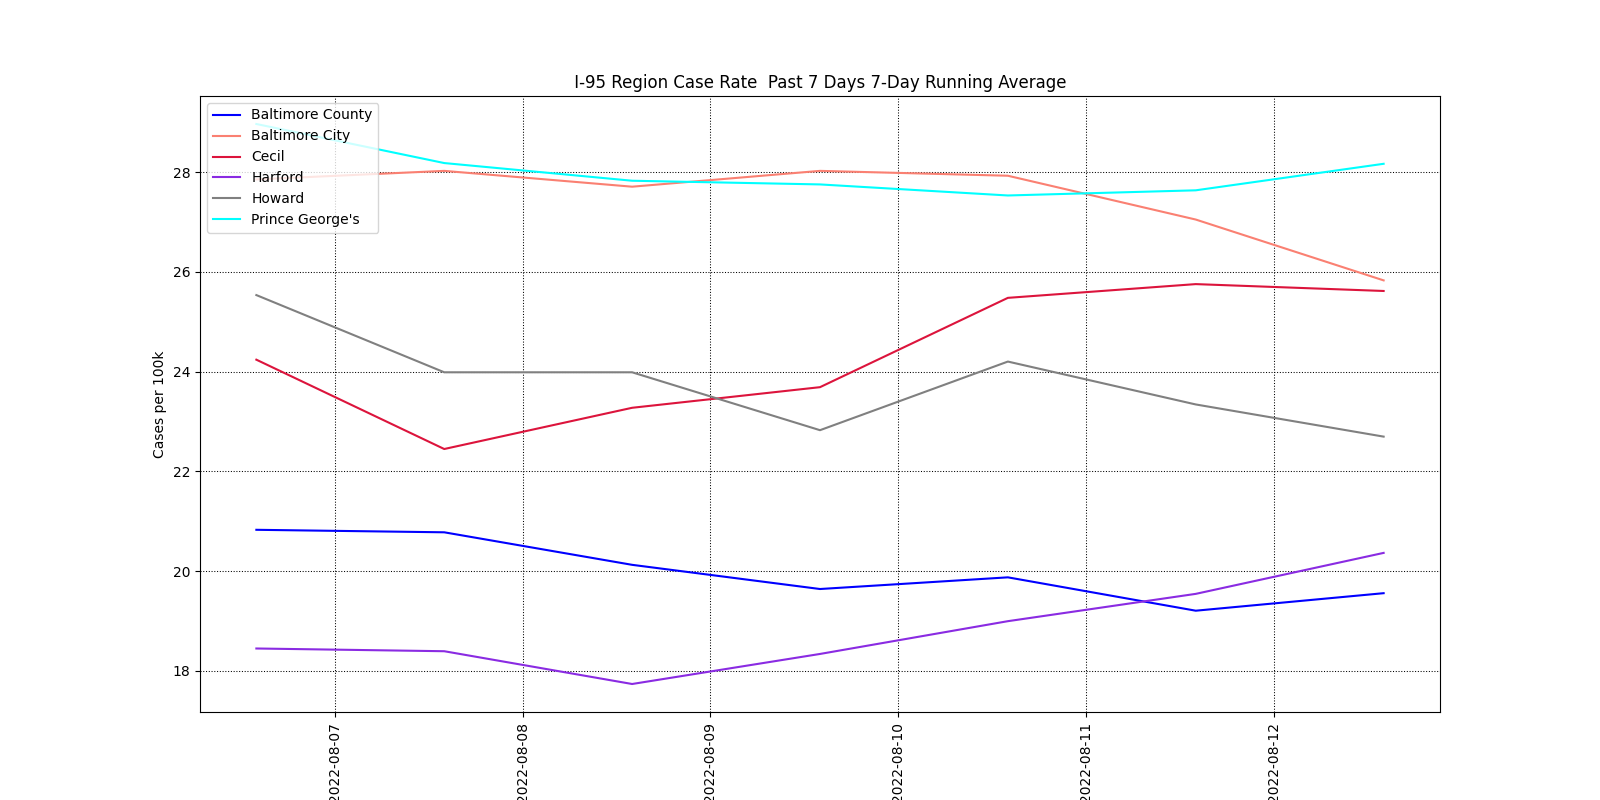 I-95 Region Case Rate  Past 7 Days 7-Day Running Average
Baltimore County
Baltimore City
Cecil
Harford
Howard
Prince George's
Cases per 100k
28
26
24
22
20
18
2022-08-07
2022-08-08
2022-08-09
2022-08-10
2022-08-11
2022-08-12